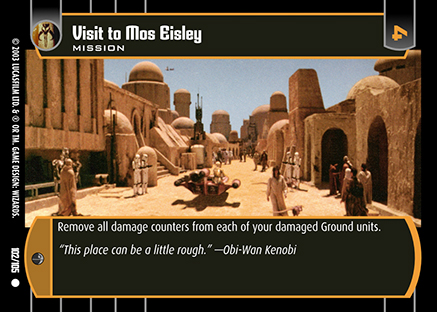 Visit to Mos Eisley
MISSION
4
Remove all damage counters from each of your damaged Ground units.
“This place can be a little rough.” —Obi-Wan Kenobi
© 2003 LUCASFILM LTD. & ® OR TM. GAME DESIGN: WIZARDS.
102/105